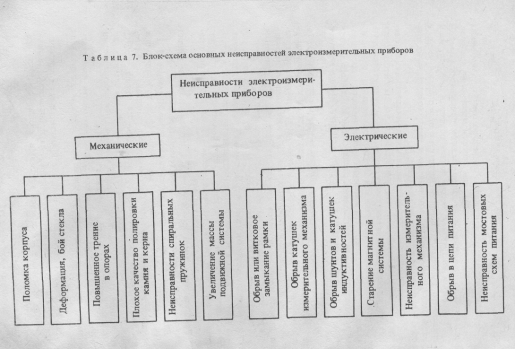 Таблица 7. Блок-схема основных неисправностей электроизмерительных приборов
Неисправности электроизмери-
тельных приборов
Механические
Электрические
Поломка корпуса
Деформация, бой стекла
Повышенное трение
в опорах
Плохое качество полировки
камня и керна
Неисправности спиральных
пружинок
Увеличение массы
подвижной системы
Обрыв или витковое
замыкание рамки
Обрыв катушек
измерительного механизма
Обрыв шунтов и катушек
индуктивностей
Старение магнитной
системы
Неисправность измеритель-
ного механизма
Обрыв в цепи питания
Неисправность мостовых
схем питания